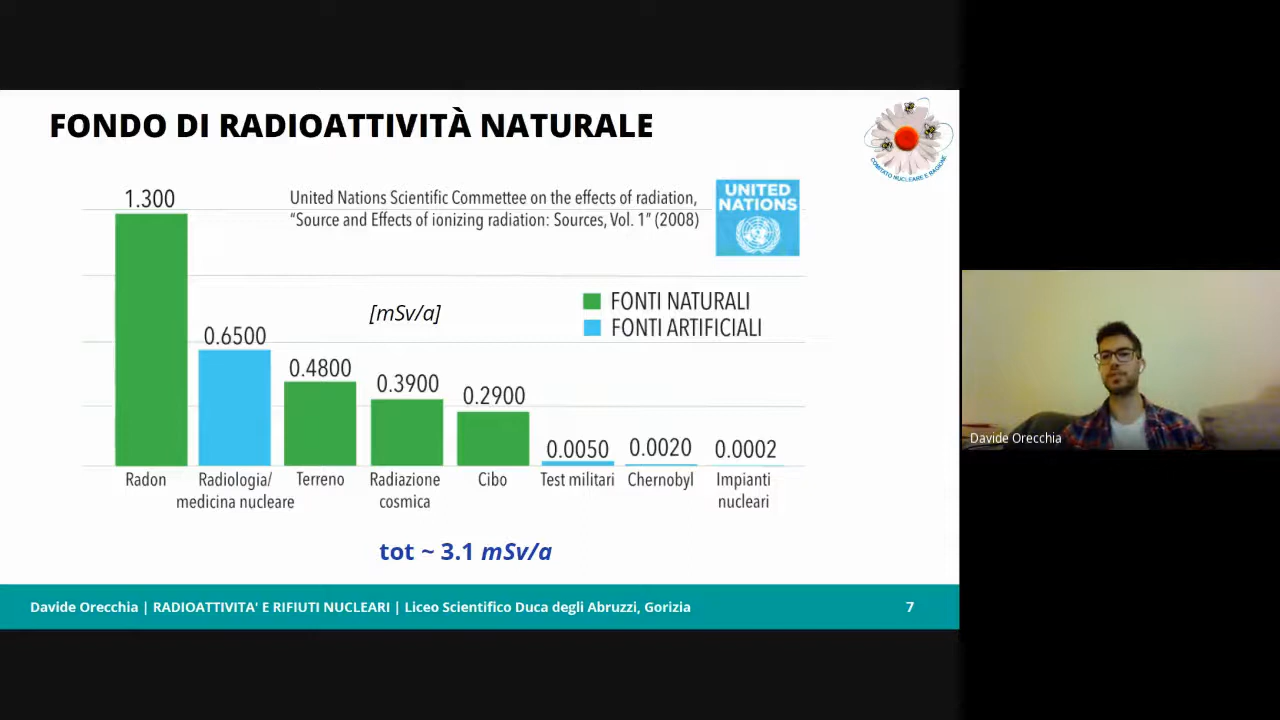 FONDO DI RADIOATTIVITÀ NATURALE
COMITATO NUCLEARE E RAGIONE
United Nations Scientific Committee on the effects of radiation,
“Source and Effects of ionizing radiation: Sources, Vol. 1” (2008)
UNITED
NATIONS
[mSv/a]
FONTI NATURALI
FONTI ARTIFICIALI
1.300
0.6500
0.4800
0.3900
0.2900
0.0050
0.0020
0.0002
Radon
Radiologia/
medicina nucleare
Terreno
Radiazione
cosmica
Cibo
Test militari
Chernobyl
Impianti
nucleari
tot ~ 3.1 mSv/a
Davide Orecchia | RADIOATTIVITA' E RIFIUTI NUCLEARI | Liceo Scientifico Duca degli Abruzzi, Gorizia
7
Davide Orecchia